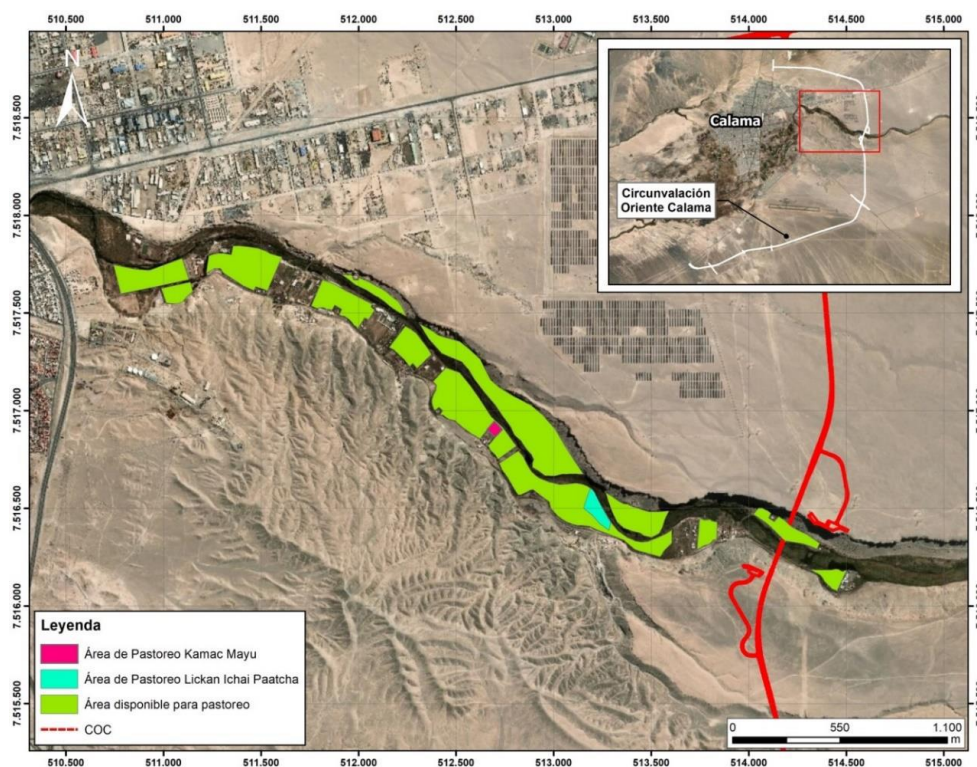 510.500 511.000 511.500 512.000 512.500 513.000 513.500 514.000 514.500 515.000
N
Calama
Circunvalación
Oriente Calama
7.518.500
7.518.000
7.517.500
7.517.000
7.516.500
7.516.000
7.515.500
Leyenda
Área de Pastoreo Kamac Mayu
Área de Pastoreo Lickan Ichai Paatcha
Área disponible para pastoreo
COC
0 550 1.100
m
510.500 511.000 511.500 512.000 512.500 513.000 513.500 514.000 514.500 515.000